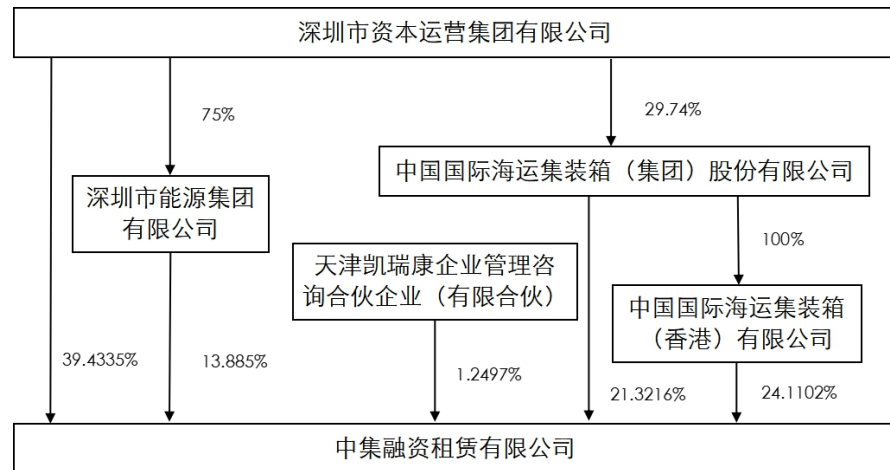 深圳市资本运营集团有限公司
75%
29.74%
中国国际海运集装箱（集团）股份有限公司
深圳市能源集团
有限公司
100%
天津凯瑞康企业管理咨
询合伙企业（有限合伙）
中国国际海运集装箱
（香港）有限公司
39.4335%
13.885%
1.2497%
21.3216%
24.1102%
中集融资租赁有限公司